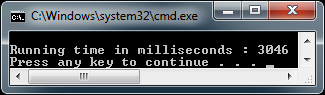 C:\Windows\system32\cmd.exe
Running time in milliseconds : 3046
Press any key to continue . . .